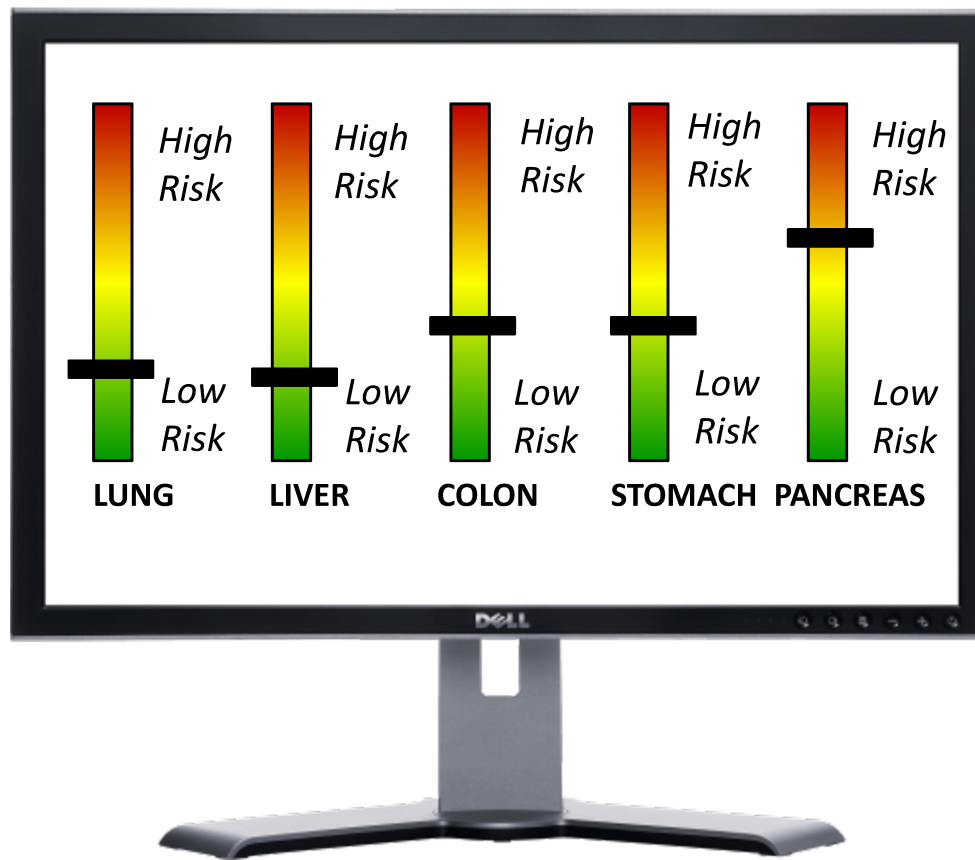 High
Risk
High
Risk
High
Risk
High
Risk
High
Risk
Low
Risk
Low
Risk
Low
Risk
Low
Risk
Low
Risk
LUNG
LIVER
COLON
STOMACH
PANCREAS
DELL